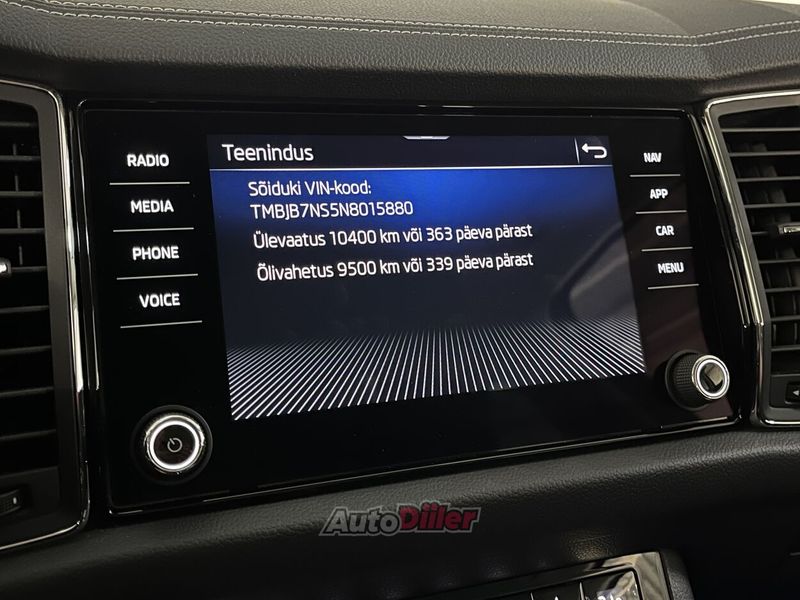 Teenindus
RADIO
MEDIA
PHONE
VOICE
Sõiduki VIN-kood:
TMBJB7NS5N8015880
Ülevaatus 10400 km või 363 päeva pärast
Õlivahetus 9500 km või 339 päeva pärast
NAV
APP
CAR
MENU
AutoDiiler